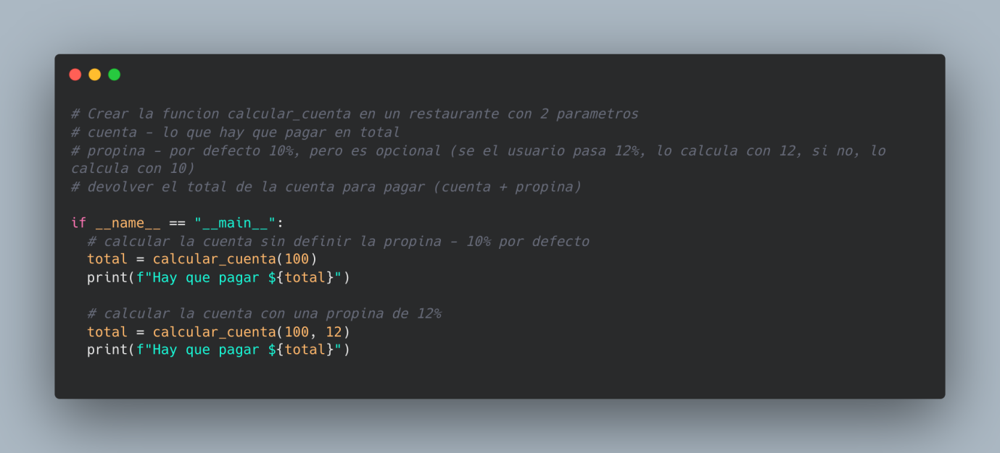 # Crear la funcion calcular_cuenta en un restaurante con 2 parametros
# cuenta - lo que hay que pagar en total
# propina - por defecto 10%, pero es opcional (se el usuario pasa 12%, lo calcula con 12, si no, lo
calcula con 10)
# devolver el total de la cuenta para pagar (cuenta + propina)
if __name__ == "__main__":
# calcular la cuenta sin definir la propina - 10% por defecto
total = calcular_cuenta(100)
print(f"Hay que pagar ${total}")
# calcular la cuenta con una propina de 12%
total = calcular_cuenta(100, 12)
print(f"Hay que pagar ${total}")